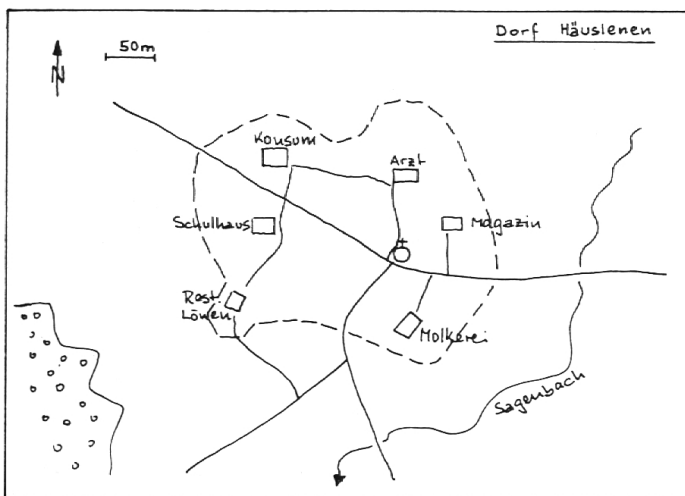 Dorf Häuslenen
50m
N
Konsum
Arzt
Schulhaus
Magazin
Rest.
Löwen
Molkerei
Sagenbach